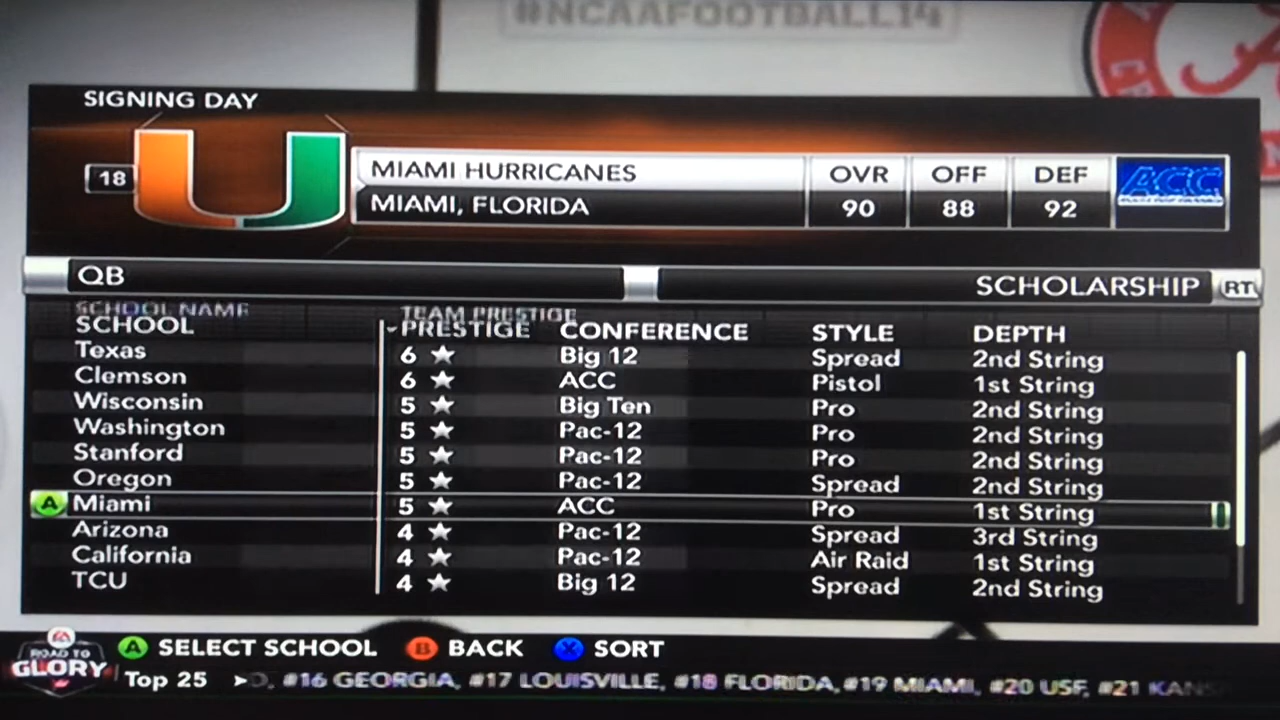 #NCAAFOOTBALL14
SIGNING DAY
18 MIAMI HURRICANES OVR OFF DEF ACC
MIAMI, FLORIDA 90 88 92
QB SCHOLARSHIP RT
SCHOOL NAME TEAM PRESTIGE
SCHOOL PRESTIGE CONFERENCE STYLE DEPTH
Texas 6 ★ Big 12 Spread 2nd String
Clemson 6 ★ ACC Pistol 1st String
Wisconsin 5 ★ Big Ten Pro 2nd String
Washington 5 ★ Pac-12 Pro 2nd String
Stanford 5 ★ Pac-12 Pro 2nd String
Oregon 5 ★ Pac-12 Spread 2nd String
A Miami 5 ★ ACC Pro 1st String
Arizona 4 ★ Pac-12 Spread 3rd String
California 4 ★ Pac-12 Air Raid 1st String
TCU 4 ★ Big 12 Spread 2nd String
A SELECT SCHOOL B BACK X SORT
EA
ROAD TO
GLORY
Top 25 #16 GEORGIA, #17 LOUISVILLE, #18 FLORIDA, #19 MIAMI, #20 USF, #21 KANS